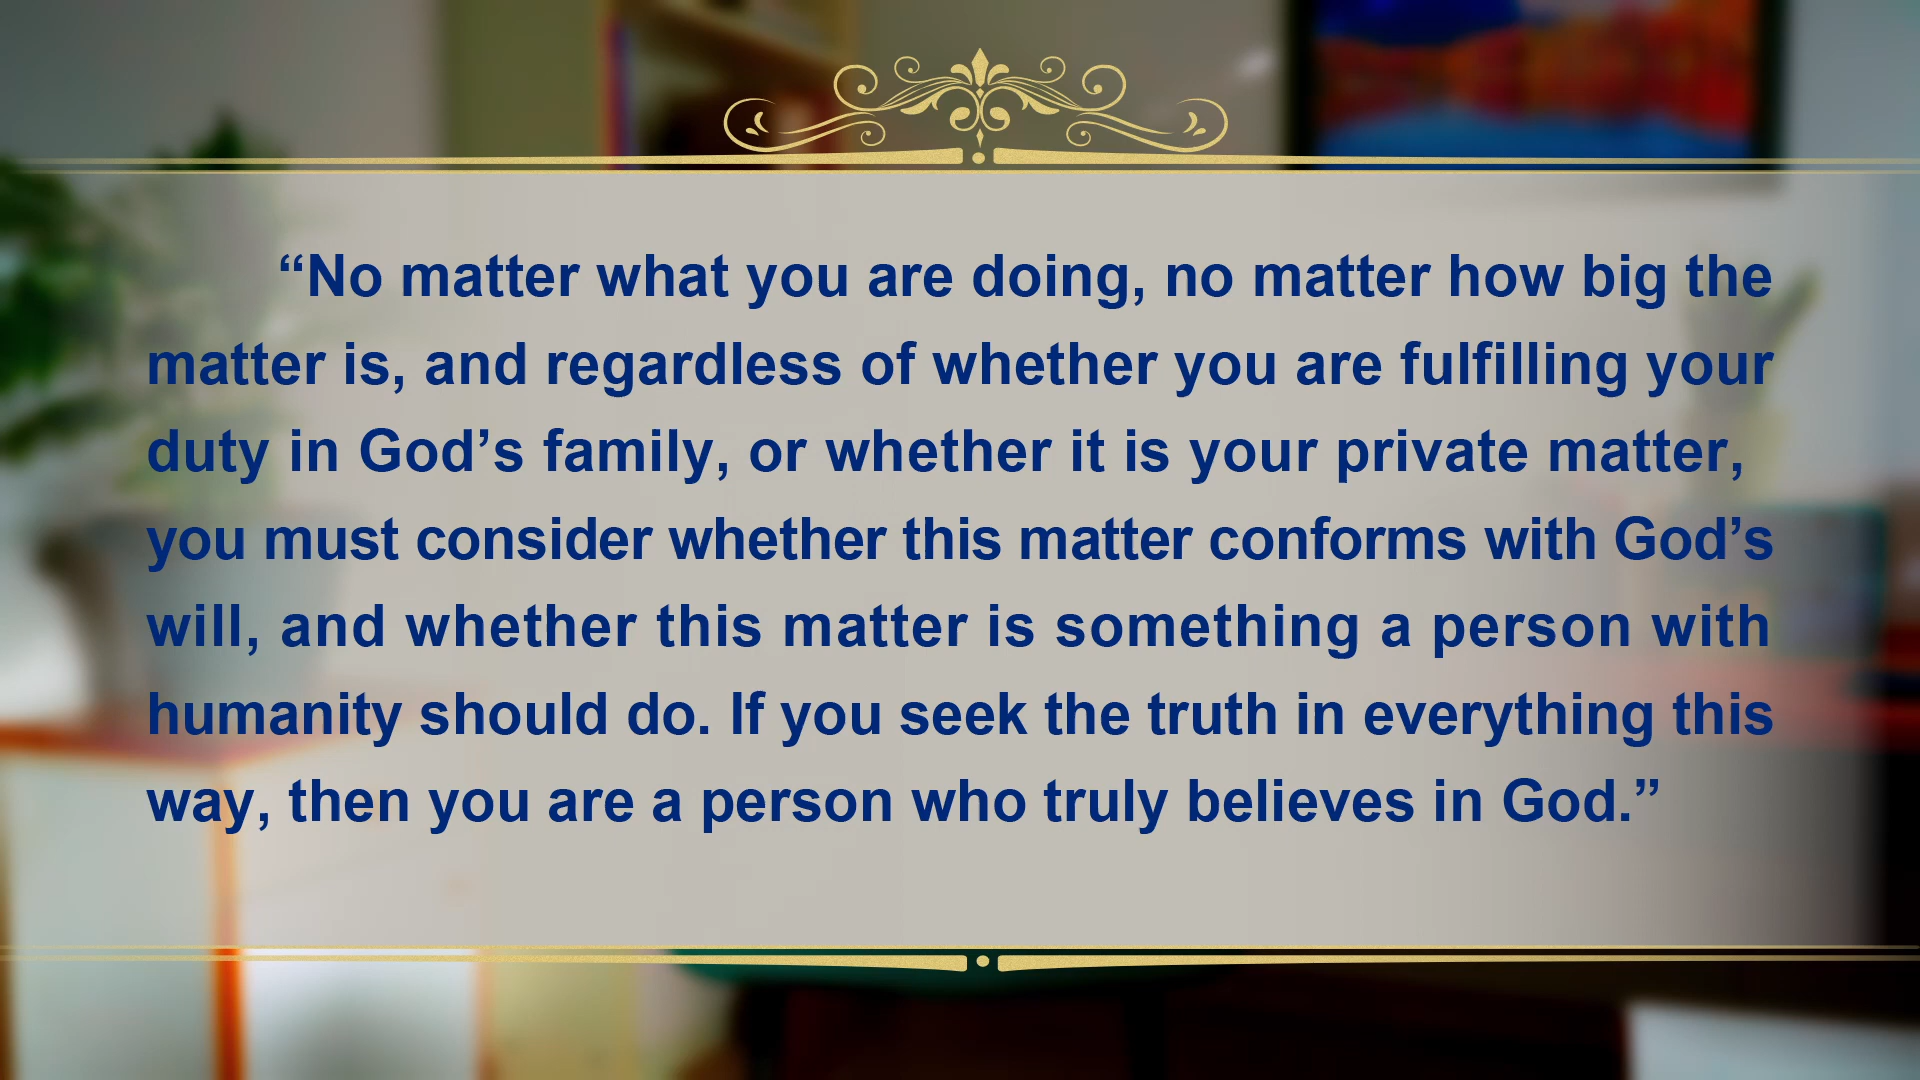 “No matter what you are doing, no matter how big the
matter is, and regardless of whether you are fulfilling your
duty in God’s family, or whether it is your private matter,
you must consider whether this matter conforms with God’s
will, and whether this matter is something a person with
humanity should do. If you seek the truth in everything this
way, then you are a person who truly believes in God.”